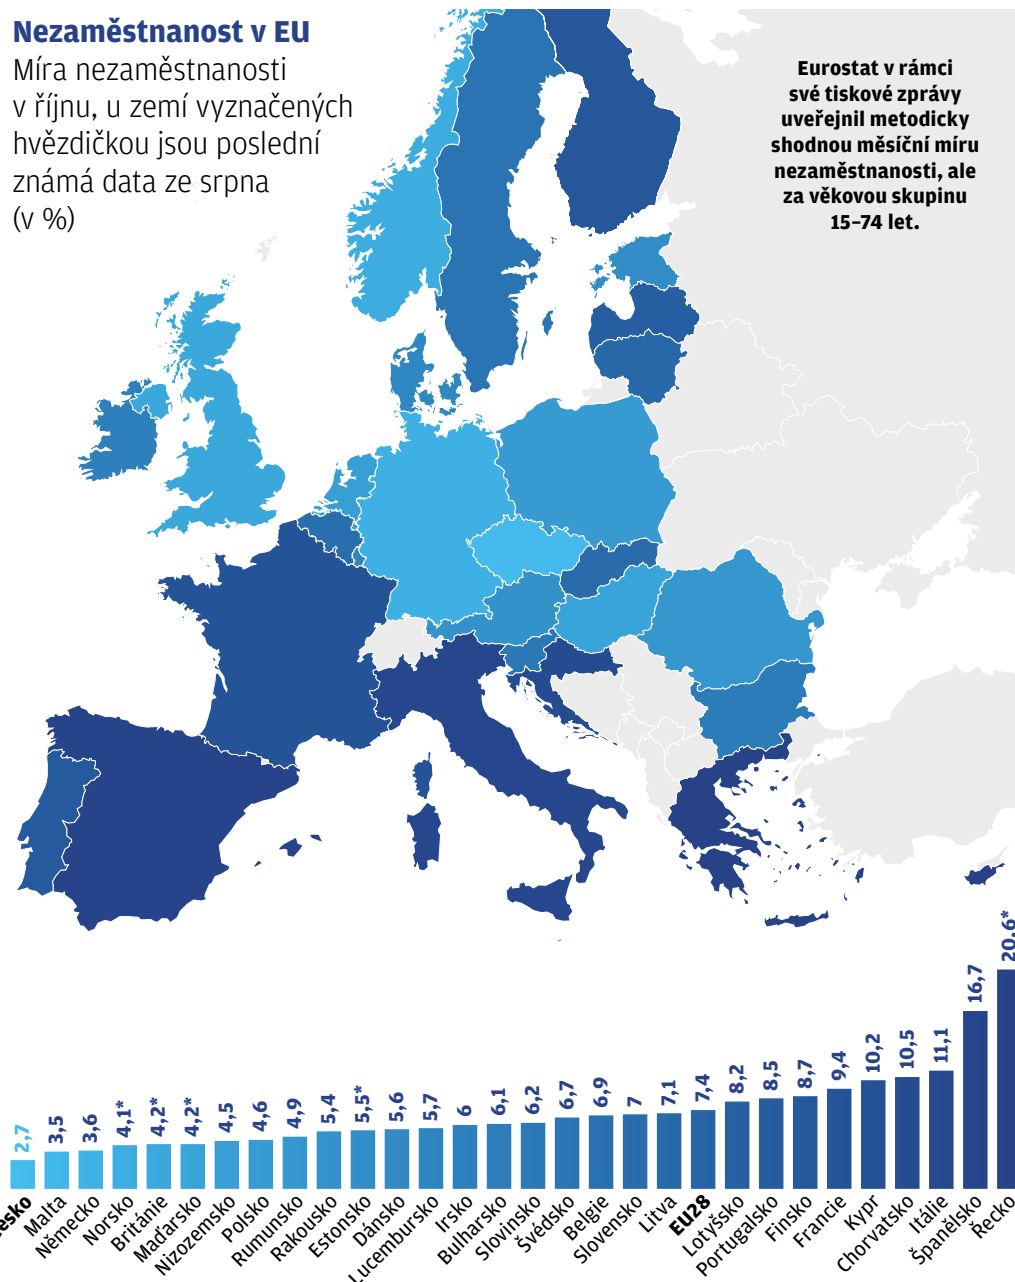 Nezaměstnanost v EU
Míra nezaměstnanosti
v říjnu, u zemí vyznačených
hvězdičkou jsou poslední
známá data ze srpna
(v %)
Eurostat v rámci
své tiskové zprávy
uveřejnil metodicky
shodnou měsíční míru
nezaměstnanosti, ale
za věkovou skupinu
15–74 let.
2,7
3,5
3,6
4,1*
4,2*
4,2*
4,5
4,6
4,9
5,4
5,5*
5,6
5,7
6
6,1
6,2
6,7
6,9
7
7,1
7,4
8,2
8,5
8,7
9,4
10,2
10,5
11,1
16,7
20,6*
esko
Malta
Německo
Norsko
Británie
Maďarsko
Nizozemsko
Polsko
Rumunsko
Rakousko
Estonsko
Dánsko
Lucembursko
Irsko
Bulharsko
Slovinsko
Švédsko
Belgie
Slovensko
Litva
EU28
Lotyšsko
Portugalsko
Finsko
Francie
Kypr
Chorvatsko
Itálie
Španělsko
Řecko